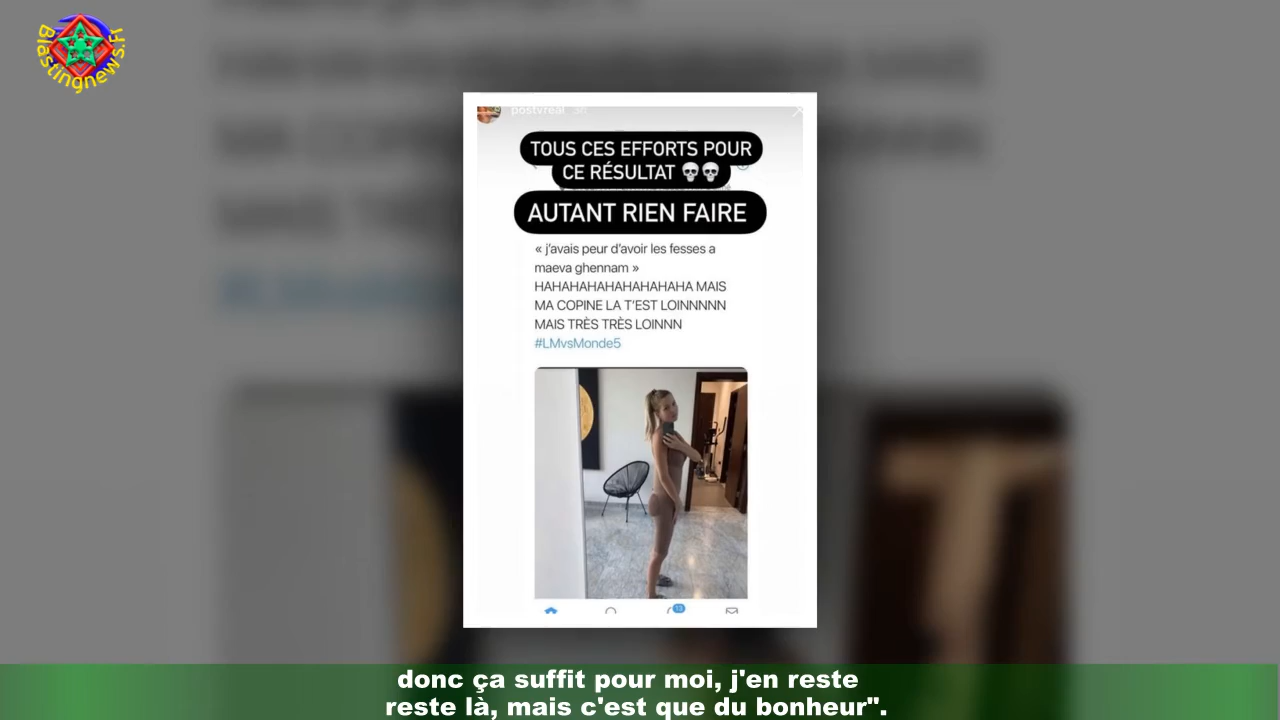 Blastingnews.Fr
postvreal 3h
TOUS CES EFFORTS POUR
CE RÉSULTAT 💀💀
AUTANT RIEN FAIRE
« j'avais peur d'avoir les fesses a
maeva ghennam »
HAHAHAHAHAHAHAHAHA MAIS
MA COPINE LA T'EST LOINNNNN
MAIS TRÈS TRÈS LOINNN
#LMvsMonde5
13
donc ça suffit pour moi, j'en reste
reste là, mais c'est que du bonheur".